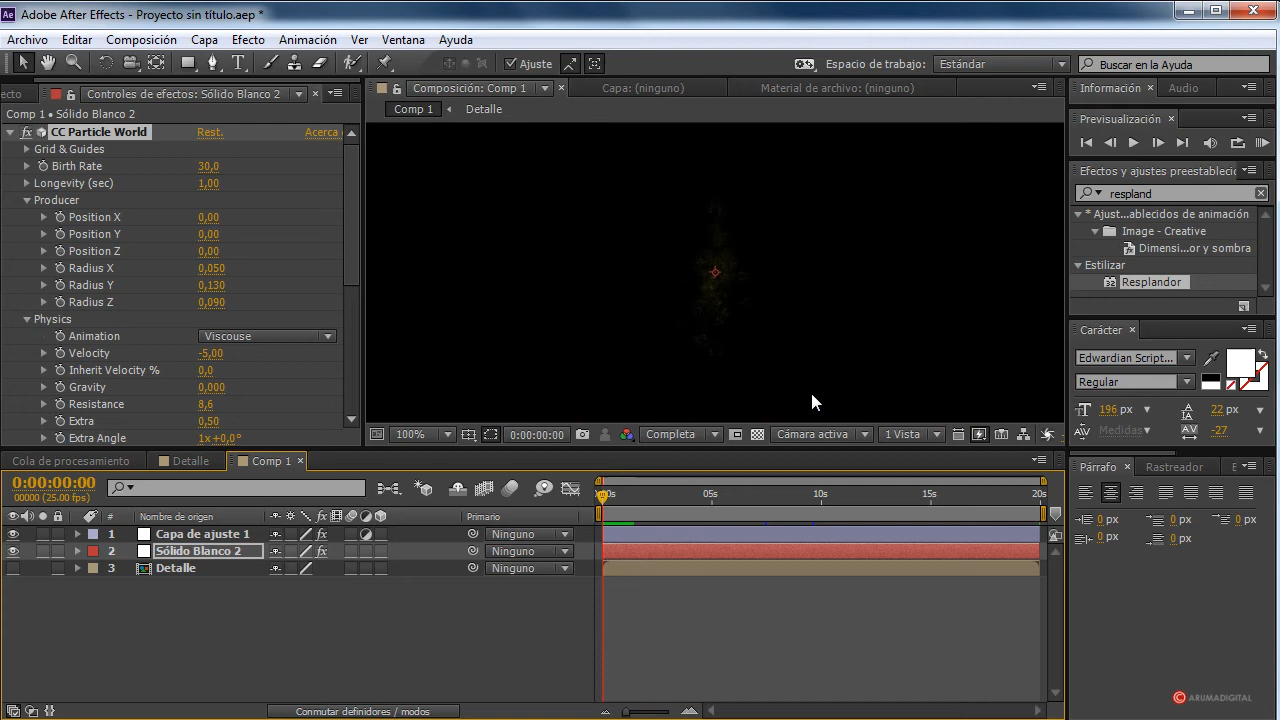 Ae Adobe After Effects - Proyecto sin título.aep *
Archivo Editar Composición Capa Efecto Animación Ver Ventana Ayuda
Ajuste Espacio de trabajo: Estándar Buscar en la Ayuda
ecto Controles de efectos: Sólido Blanco 2
Comp 1 • Sólido Blanco 2
fx CC Particle World Rest. Acerca
Grid & Guides
Birth Rate 30,0
Longevity (sec) 1,00
Producer
Position X 0,00
Position Y 0,00
Position Z 0,00
Radius X 0,050
Radius Y 0,130
Radius Z 0,090
Physics
Animation Viscouse
Velocity -5,00
Inherit Velocity % 0,0
Gravity 0,000
Resistance 8,6
Extra 0,50
Extra Angle 1x+0,0°
Composición: Comp 1 Capa: (ninguno) Material de archivo: (ninguno)
Comp 1 Detalle
100% 0:00:00:00 Completa Cámara activa 1 Vista
Información Audio
Previsualización
Efectos y ajustes preestableci
respland
* Ajust...ablecidos de animación
Image - Creative
Dimensi...or y sombra
Estilizar
32 Resplandor
Carácter
Edwardian Script...
Regular
196 px 22 px
Medidas -27
Párrafo Rastreador E
0 px 0 px 0 px
0 px 0 px
Cola de procesamiento Detalle Comp 1
0:00:00:00
00000 (25.00 fps)
:00s 05s 10s 15s 20s
# Nombre de origen fx Primario
1 Capa de ajuste 1 fx Ninguno
2 Sólido Blanco 2 fx Ninguno
3 Detalle Ninguno
Conmutar definidores / modos
© ARUMADIGITAL